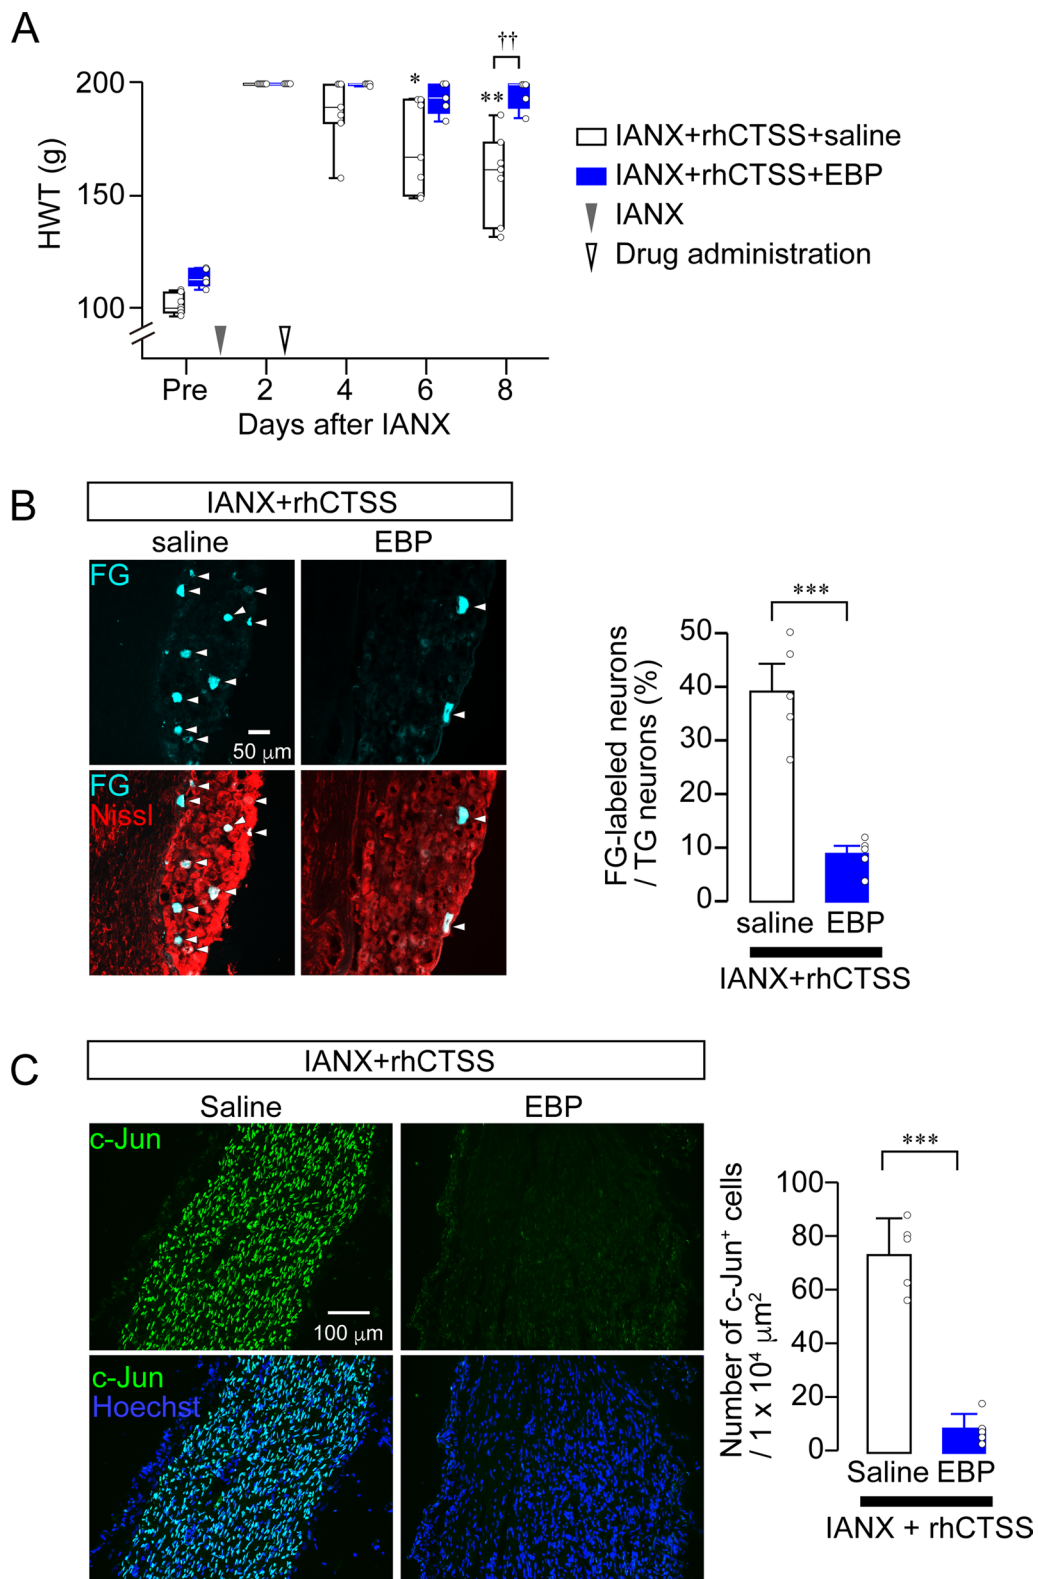 A
††
200
*
**
150
100
HWT (g)
Pre
2
4
6
8
Days after IANX
IANX+rhCTSS+saline
IANX+rhCTSS+EBP
IANX
Drug administration
B
IANX+rhCTSS
saline
EBP
FG
50 μm
FG
Nissl
***
50
40
30
20
10
0
FG-labeled neurons
/ TG neurons (%)
saline
EBP
IANX+rhCTSS
C
IANX+rhCTSS
Saline
EBP
c-Jun
100 μm
c-Jun
Hoechst
***
100
80
60
40
20
0
Number of c-Jun⁺ cells
/ 1 x 10⁴ μm²
Saline
EBP
IANX + rhCTSS